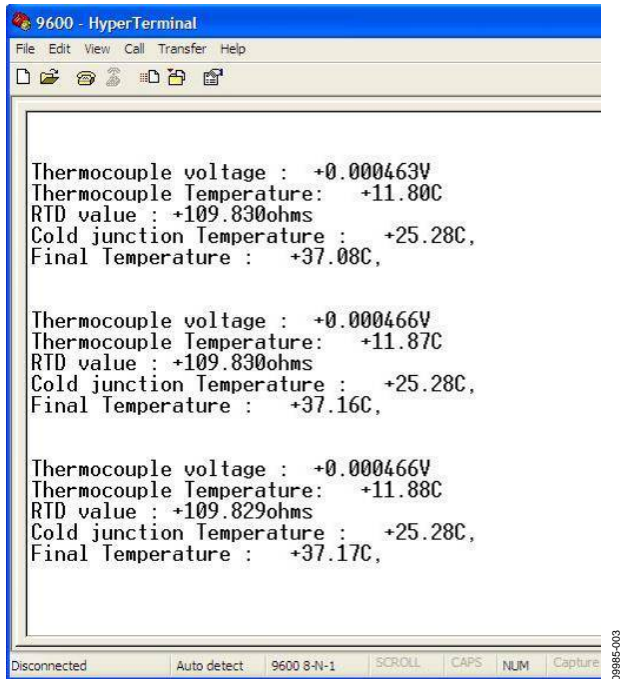 9600 - HyperTerminal
File Edit View Call Transfer Help
Thermocouple voltage :  +0.000463V
Thermocouple Temperature:   +11.80C
RTD value : +109.830ohms
Cold junction Temperature :   +25.28C,
Final Temperature :   +37.08C,
Thermocouple voltage :  +0.000466V
Thermocouple Temperature:   +11.87C
RTD value : +109.830ohms
Cold junction Temperature :   +25.28C,
Final Temperature :   +37.16C,
Thermocouple voltage :  +0.000466V
Thermocouple Temperature:   +11.88C
RTD value : +109.829ohms
Cold junction Temperature :   +25.28C,
Final Temperature :   +37.17C,
Disconnected Auto detect 9600 8-N-1 SCROLL CAPS NUM Capture
09985-003